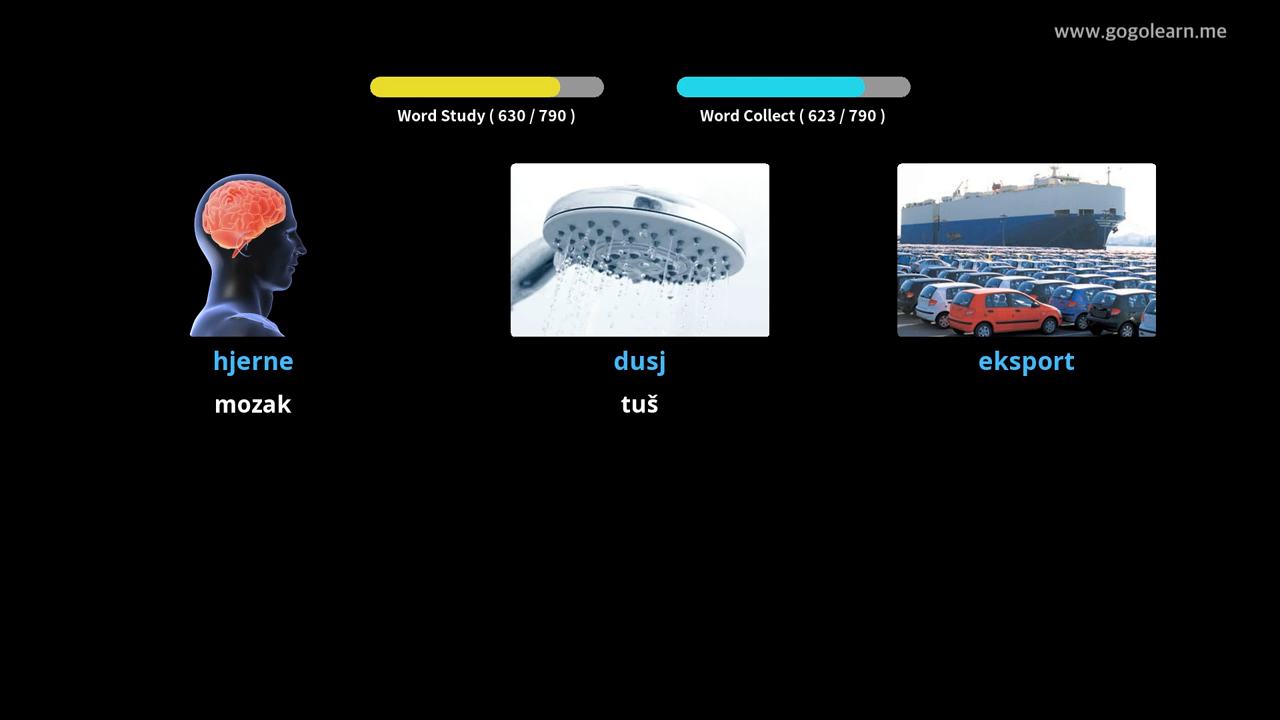 www.gogolearn.me
Word Study ( 630 / 790 )
Word Collect ( 623 / 790 )
hjerne
dusj
eksport
mozak
tuš